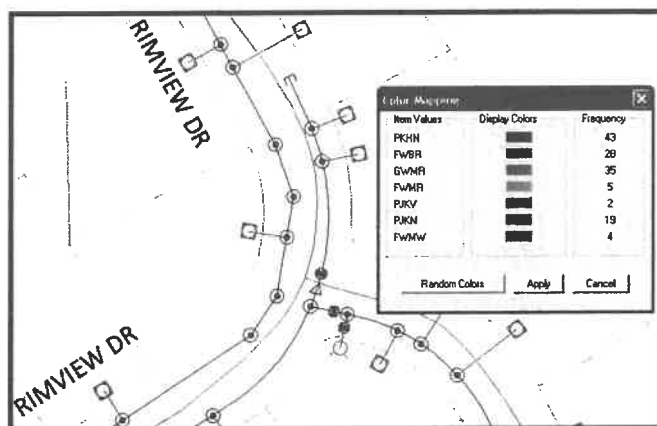 RIMVIEW DR
Color Mapping
Item Values Display Colors Frequency
PKHN 43
FWBR 28
GWMR 35
FWMR 5
PJKV 2
PJKN 19
FWMW 4
Random Colors Apply Cancel
RIMVIEW DR